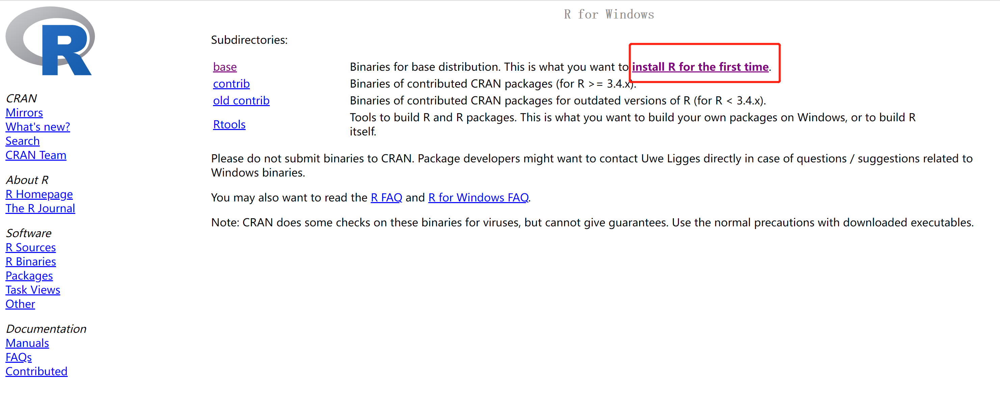 R
CRAN
Mirrors
What's new?
Search
CRAN Team
About R
R Homepage
The R Journal
Software
R Sources
R Binaries
Packages
Task Views
Other
Documentation
Manuals
FAQs
Contributed
R for Windows
Subdirectories:
base Binaries for base distribution. This is what you want to install R for the first time.
contrib Binaries of contributed CRAN packages (for R >= 3.4.x).
old contrib Binaries of contributed CRAN packages for outdated versions of R (for R < 3.4.x).
Rtools Tools to build R and R packages. This is what you want to build your own packages on Windows, or to build R
itself.
Please do not submit binaries to CRAN. Package developers might want to contact Uwe Ligges directly in case of questions / suggestions related to
Windows binaries.
You may also want to read the R FAQ and R for Windows FAQ.
Note: CRAN does some checks on these binaries for viruses, but cannot give guarantees. Use the normal precautions with downloaded executables.